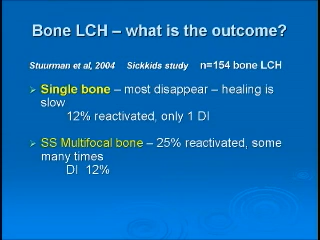 Bone LCH – what is the outcome?
Stuurman et al, 2004 Sickkids study n=154 bone LCH
Single bone – most disappear – healing is
slow
12% reactivated, only 1 DI
SS Multifocal bone – 25% reactivated, some
many times
DI 12%